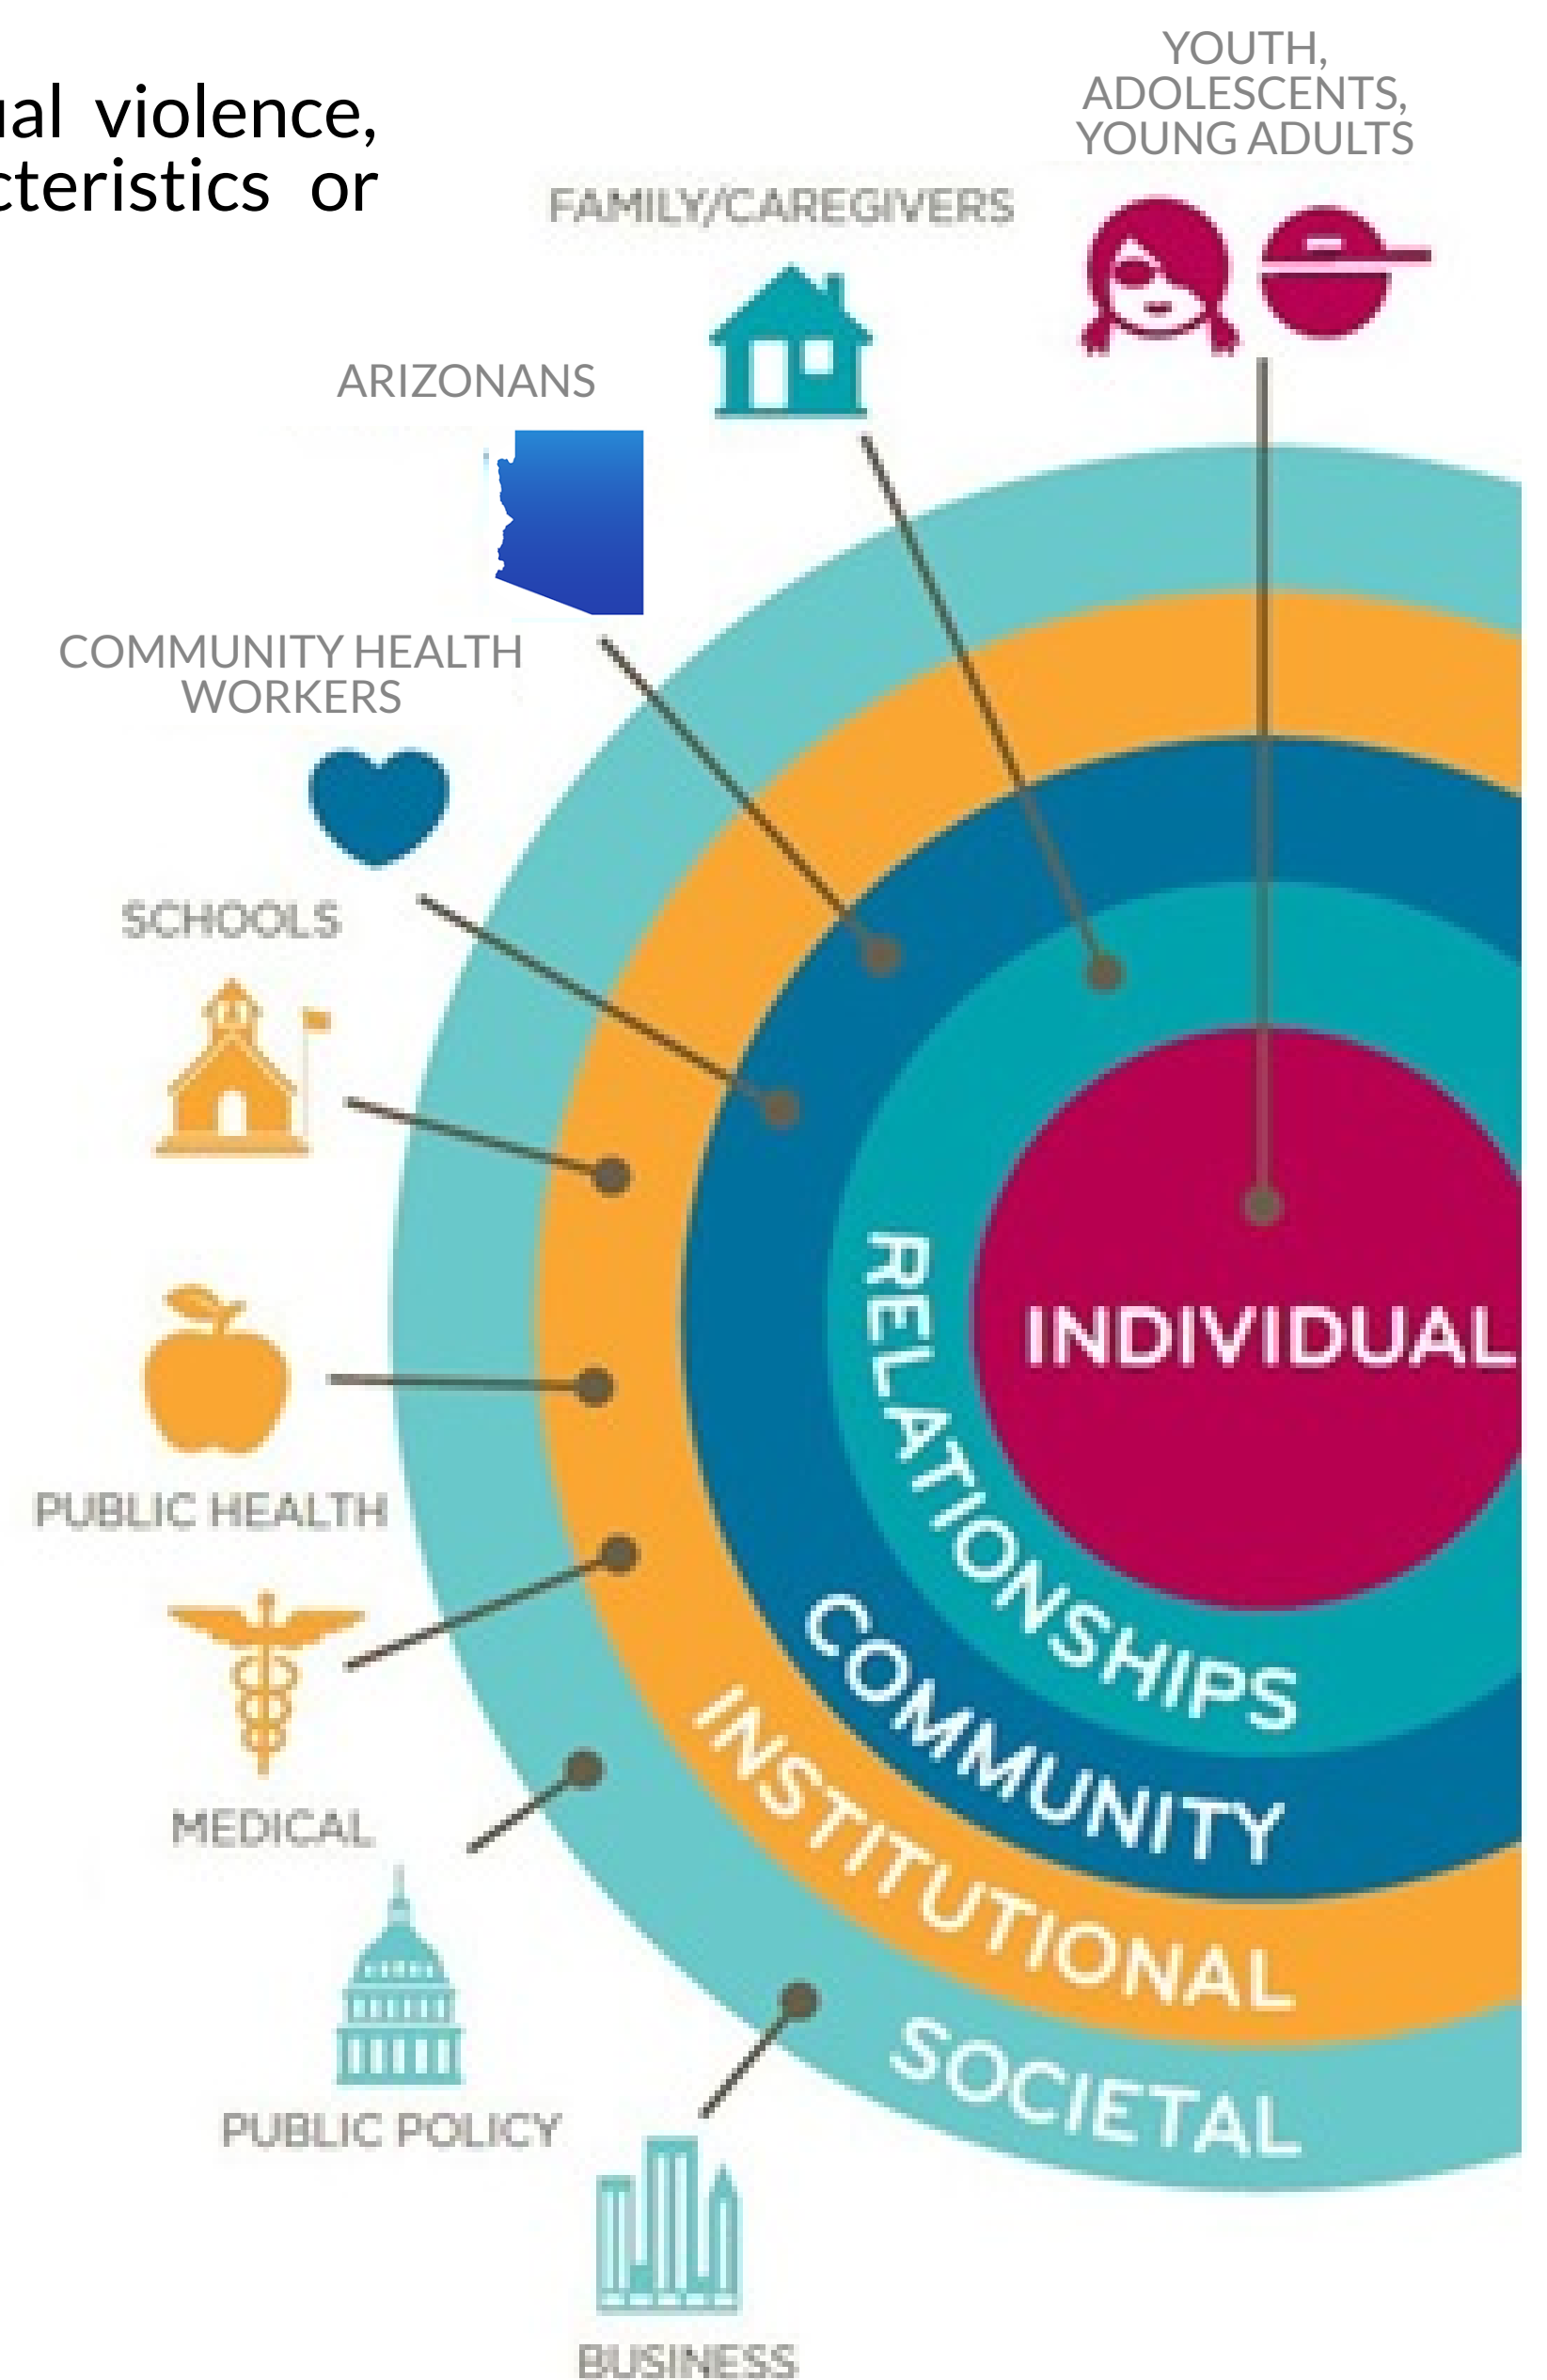 ual violence,
cteristics or
YOUTH,
ADOLESCENTS,
YOUNG ADULTS
FAMILY/CAREGIVERS
ARIZONANS
COMMUNITY HEALTH
WORKERS
SCHOOLS
PUBLIC HEALTH
MEDICAL
PUBLIC POLICY
BUSINESS
INDIVIDUAL
RELATIONSHIPS
COMMUNITY
INSTITUTIONAL
SOCIETAL